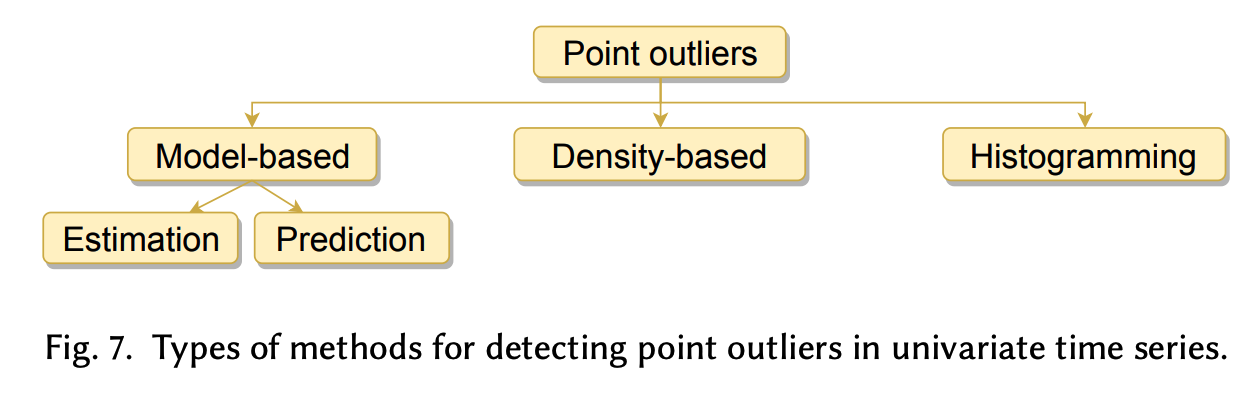 Point outliers
Model-based
Density-based
Histogramming
Estimation
Prediction
Fig. 7. Types of methods for detecting point outliers in univariate time series.